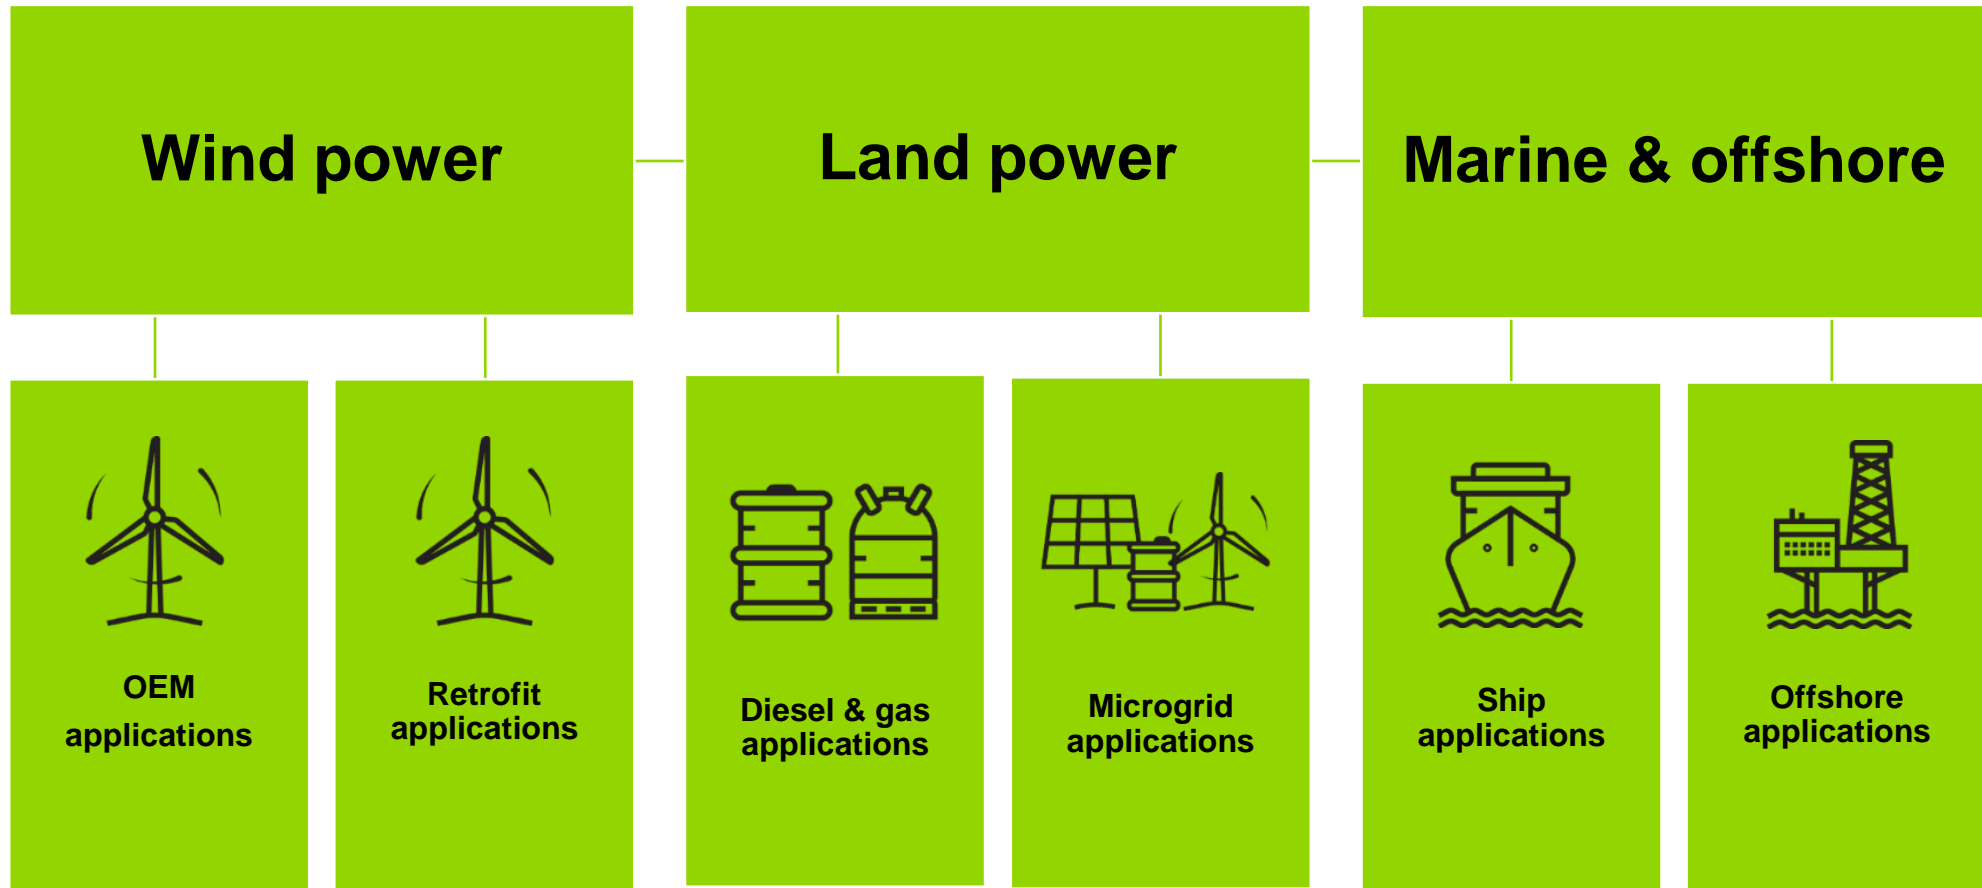 Wind power
Land power
Marine & offshore
OEM
applications
Retrofit
applications
Diesel & gas
applications
Microgrid
applications
Ship
applications
Offshore
applications